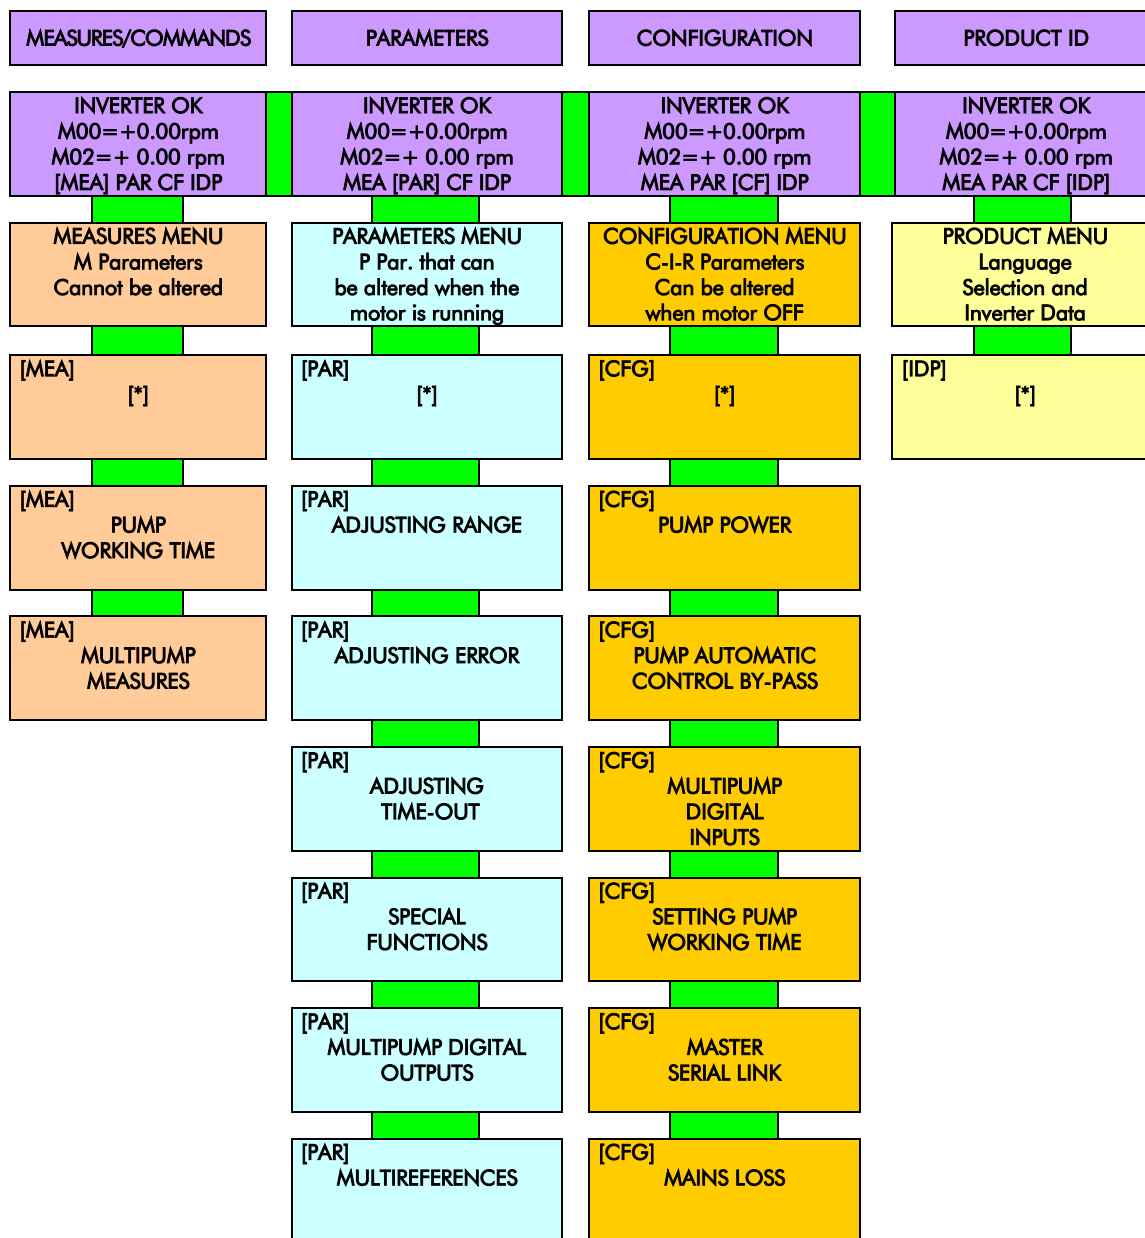 MEASURES/COMMANDS
PARAMETERS
CONFIGURATION
PRODUCT ID
INVERTER OK
M00=+0.00rpm
M02=+ 0.00 rpm
[MEA] PAR CF IDP
INVERTER OK
M00=+0.00rpm
M02=+ 0.00 rpm
MEA [PAR] CF IDP
INVERTER OK
M00=+0.00rpm
M02=+ 0.00 rpm
MEA PAR [CF] IDP
INVERTER OK
M00=+0.00rpm
M02=+ 0.00 rpm
MEA PAR CF [IDP]
MEASURES MENU
M Parameters
Cannot be altered
PARAMETERS MENU
P Par. that can
be altered when the
motor is running
CONFIGURATION MENU
C-I-R Parameters
Can be altered
when motor OFF
PRODUCT MENU
Language
Selection and
Inverter Data
[MEA]
[*]
[PAR]
[*]
[CFG]
[*]
[IDP]
[*]
[MEA]
PUMP
WORKING TIME
[PAR]
ADJUSTING RANGE
[CFG]
PUMP POWER
[MEA]
MULTIPUMP
MEASURES
[PAR]
ADJUSTING ERROR
[CFG]
PUMP AUTOMATIC
CONTROL BY-PASS
[PAR]
ADJUSTING
TIME-OUT
[CFG]
MULTIPUMP
DIGITAL
INPUTS
[PAR]
SPECIAL
FUNCTIONS
[CFG]
SETTING PUMP
WORKING TIME
[PAR]
MULTIPUMP DIGITAL
OUTPUTS
[CFG]
MASTER
SERIAL LINK
[PAR]
MULTIREFERENCES
[CFG]
MAINS LOSS